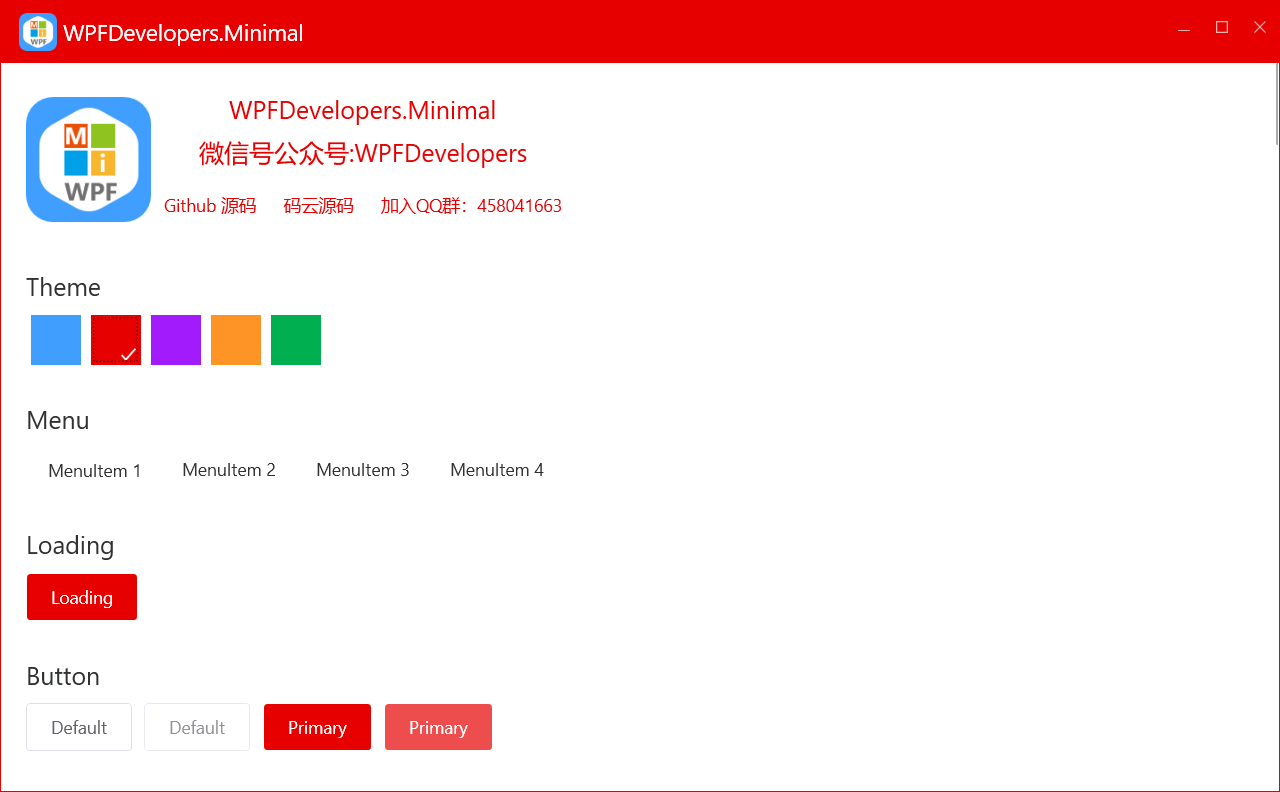 WPFDevelopers.Minimal
WPFDevelopers.Minimal
微信号公众号:WPFDevelopers
Github 源码 码云源码 加入QQ群：458041663
M
i
WPF
Theme
Menu
MenuItem 1 MenuItem 2 MenuItem 3 MenuItem 4
Loading
Loading
Button
Default Default Primary Primary